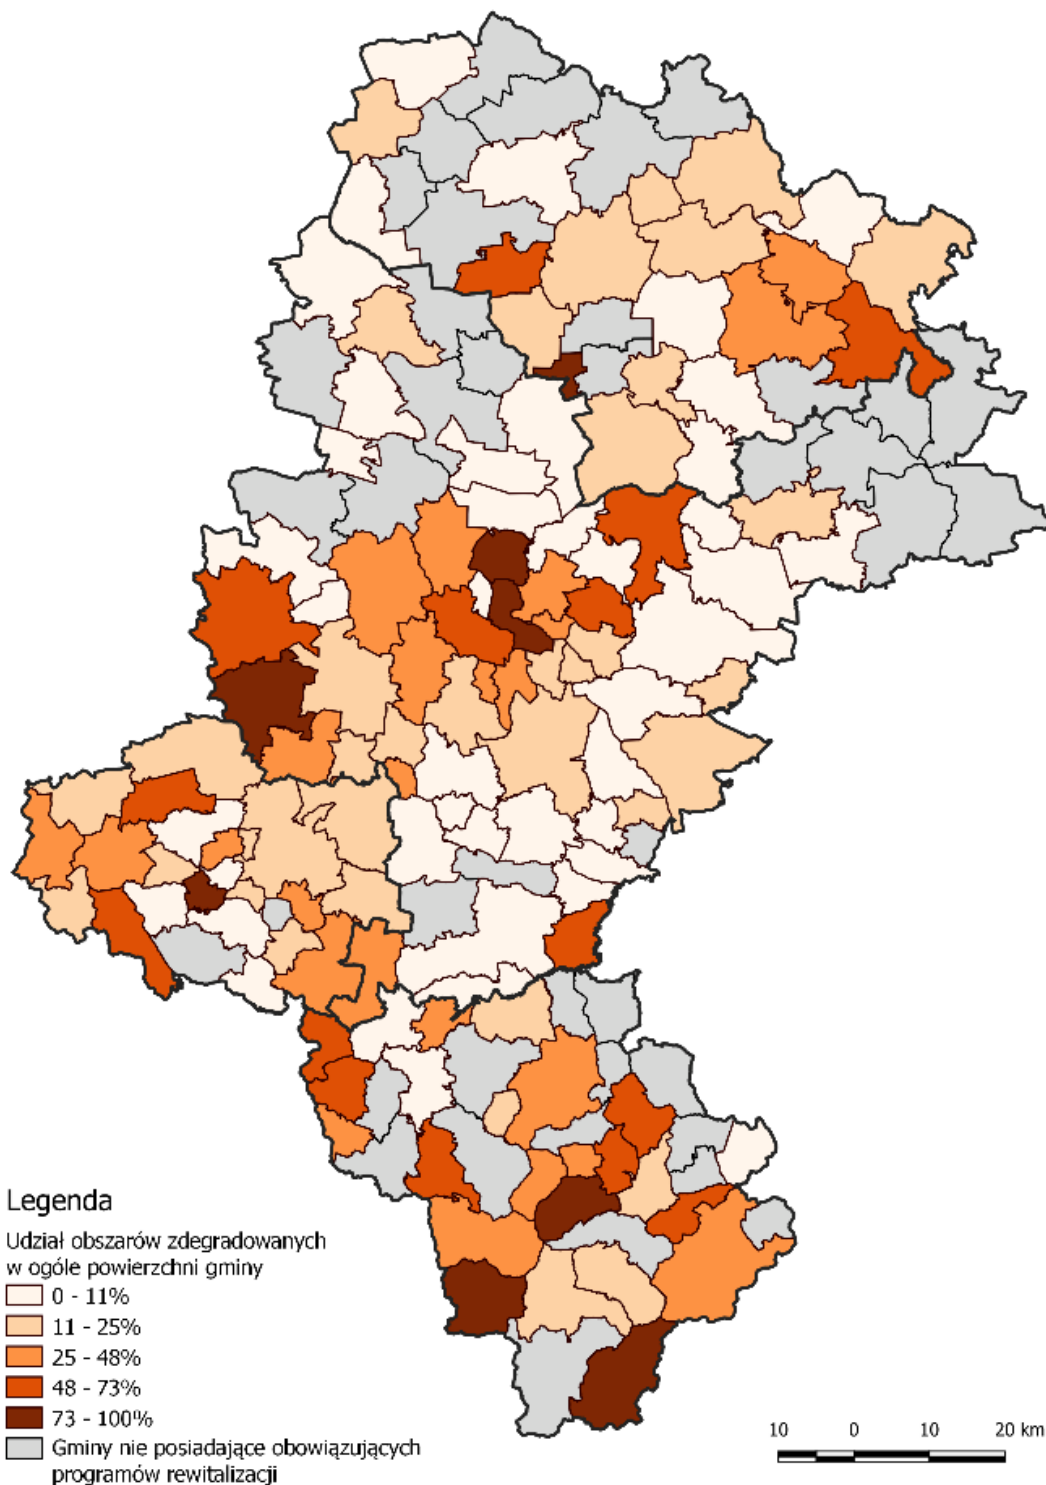 Legenda
Udział obszarów zdegradowanych
w ogóle powierzchni gminy
0 - 11%
11 - 25%
25 - 48%
48 - 73%
73 - 100%
Gminy nie posiadające obowiązujących
programów rewitalizacji
10 0 10 20 km